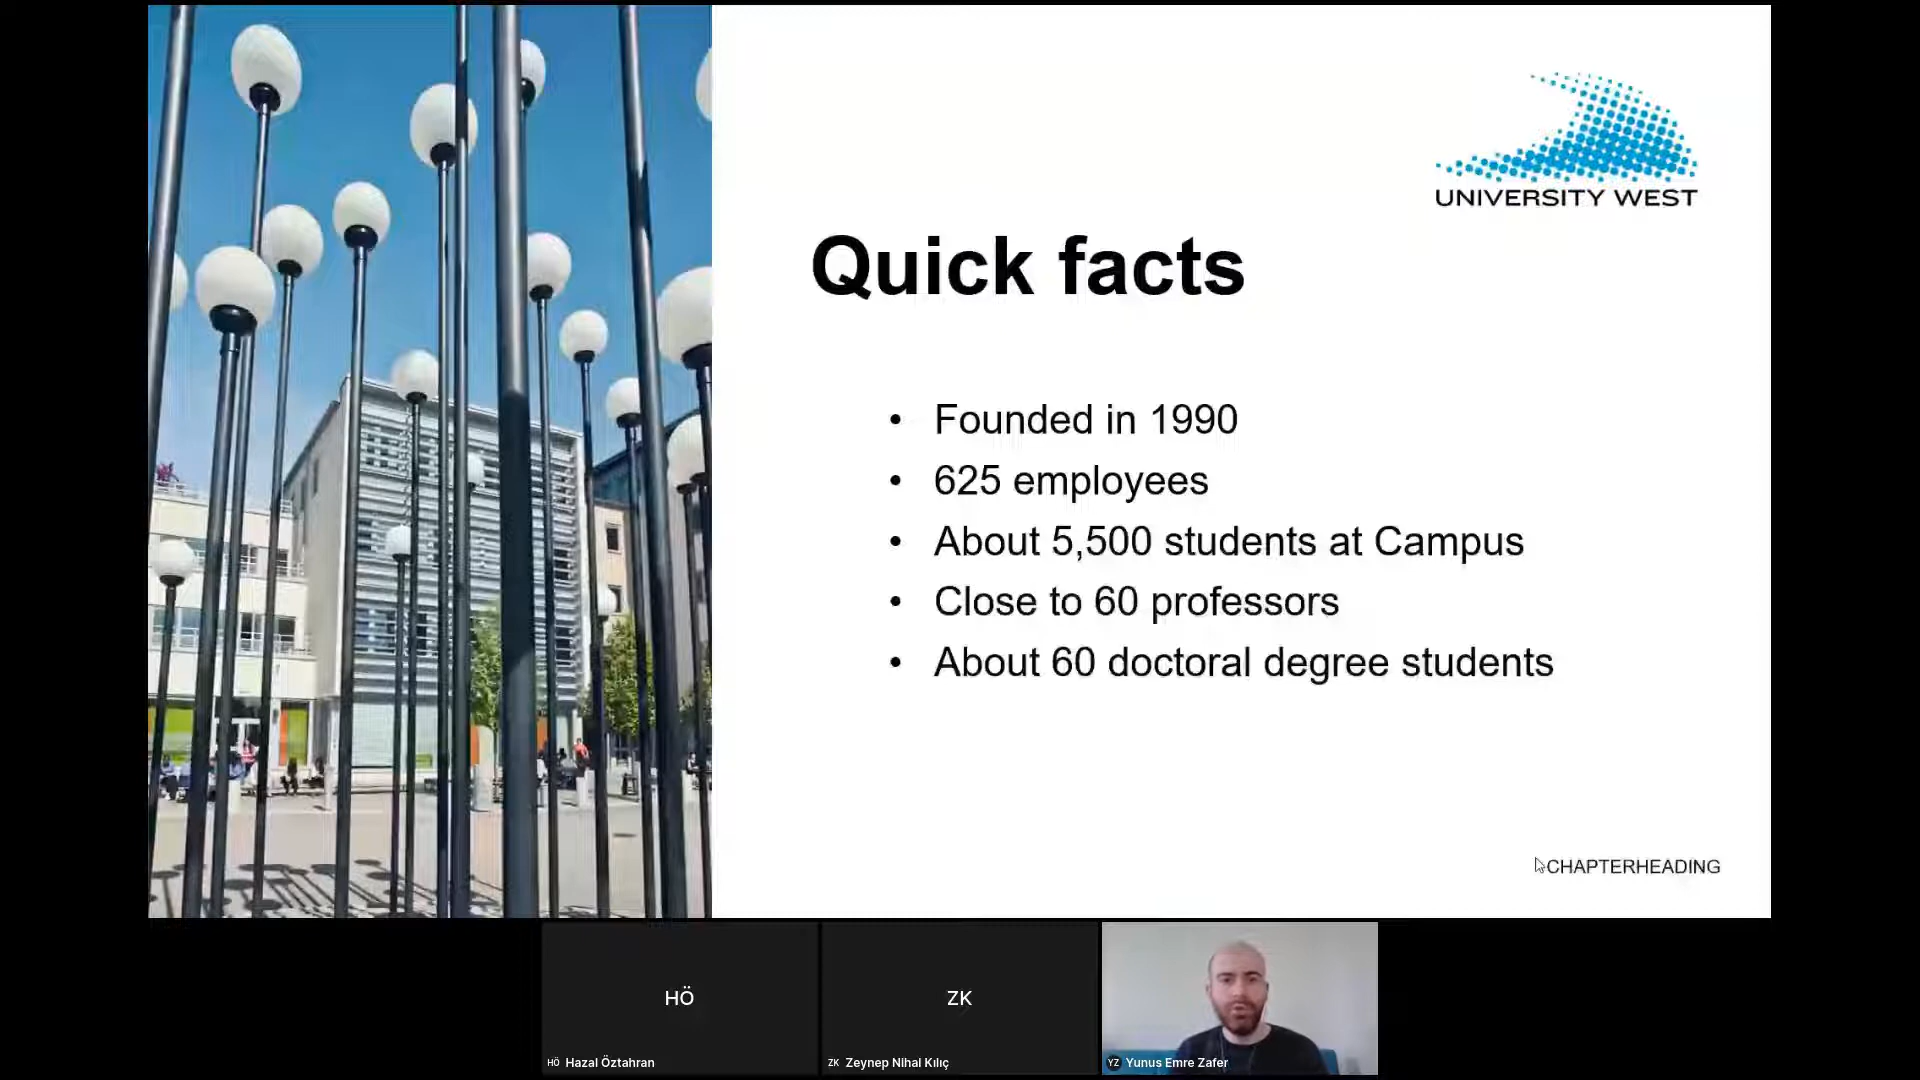 UNIVERSITY WEST
Quick facts
• Founded in 1990
• 625 employees
• About 5,500 students at Campus
• Close to 60 professors
• About 60 doctoral degree students
CHAPTERHEADING
HÖ
ZK
HÖ Hazal Öztahran
ZK Zeynep Nihal Kılıç
YZ Yunus Emre Zafer